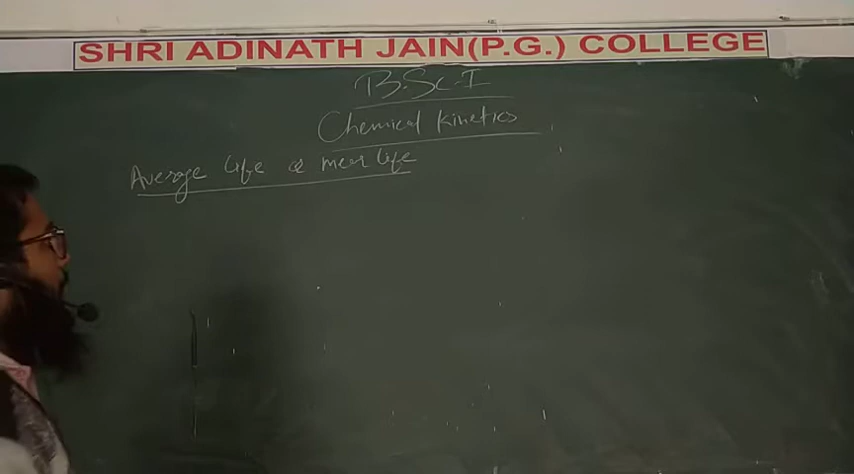 SHRI ADINATH JAIN(P.G.) COLLEGE
B.Sc-I
Chemical Kinetics
Average life or mean life